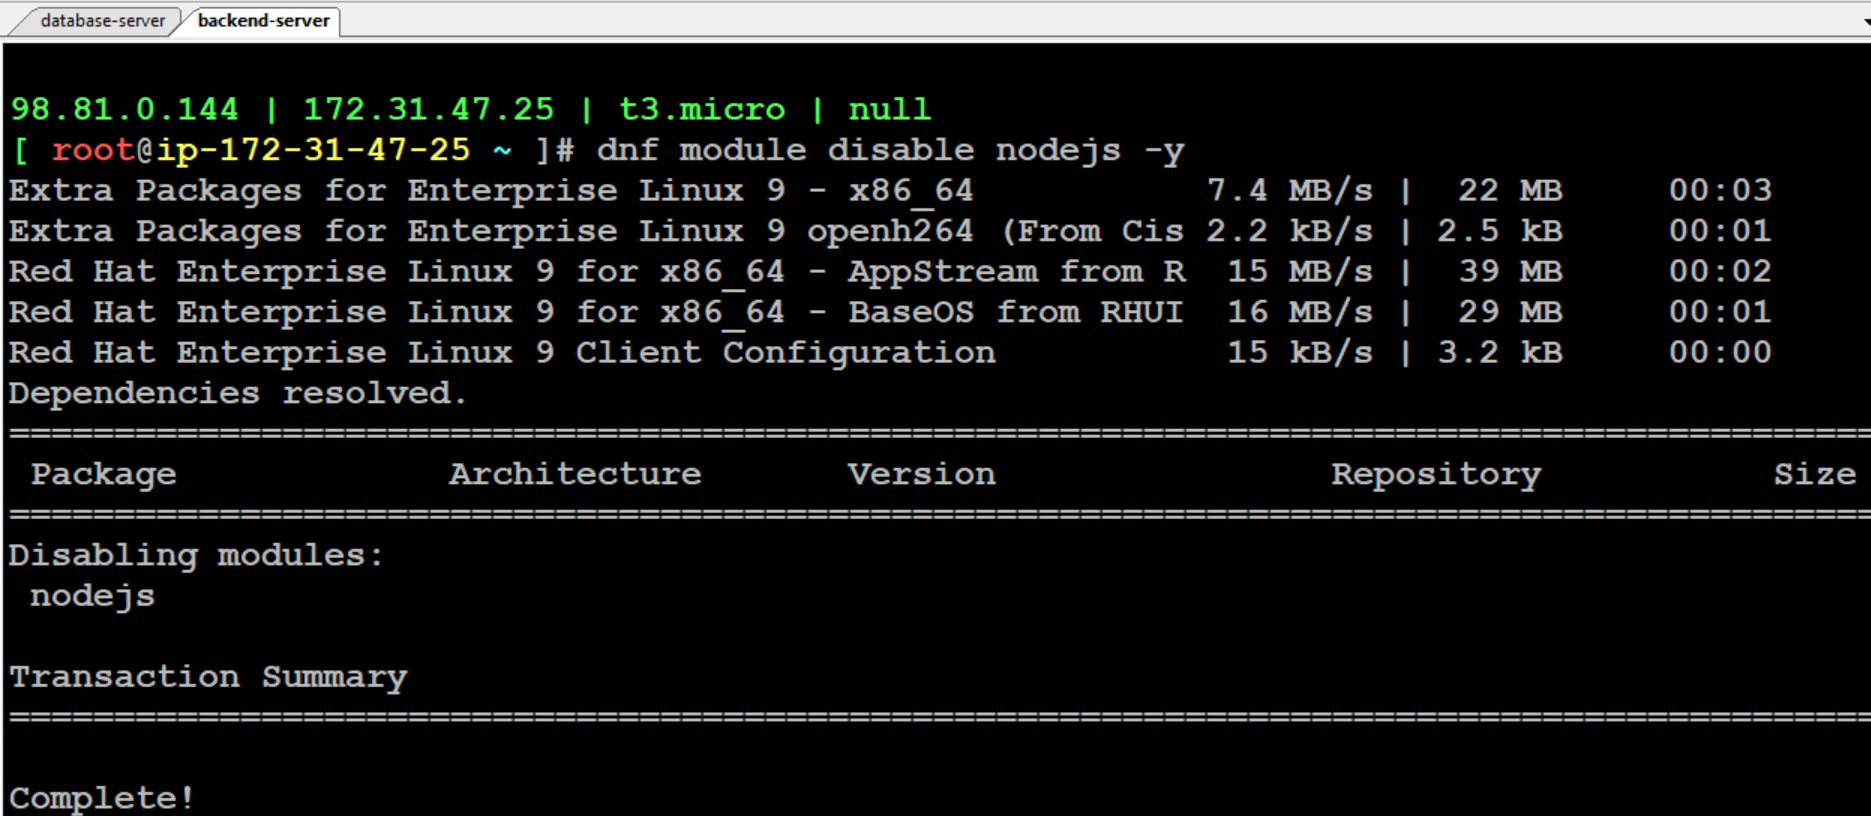 database-server backend-server
98.81.0.144 | 172.31.47.25 | t3.micro | null
[ root@ip-172-31-47-25 ~ ]# dnf module disable nodejs -y
Extra Packages for Enterprise Linux 9 - x86_64 7.4 MB/s | 22 MB 00:03
Extra Packages for Enterprise Linux 9 openh264 (From Cis 2.2 kB/s | 2.5 kB 00:01
Red Hat Enterprise Linux 9 for x86_64 - AppStream from R 15 MB/s | 39 MB 00:02
Red Hat Enterprise Linux 9 for x86_64 - BaseOS from RHUI 16 MB/s | 29 MB 00:01
Red Hat Enterprise Linux 9 Client Configuration 15 kB/s | 3.2 kB 00:00
Dependencies resolved.
================================================================================
Package Architecture Version Repository Size
================================================================================
Disabling modules:
nodejs
Transaction Summary
================================================================================
Complete!